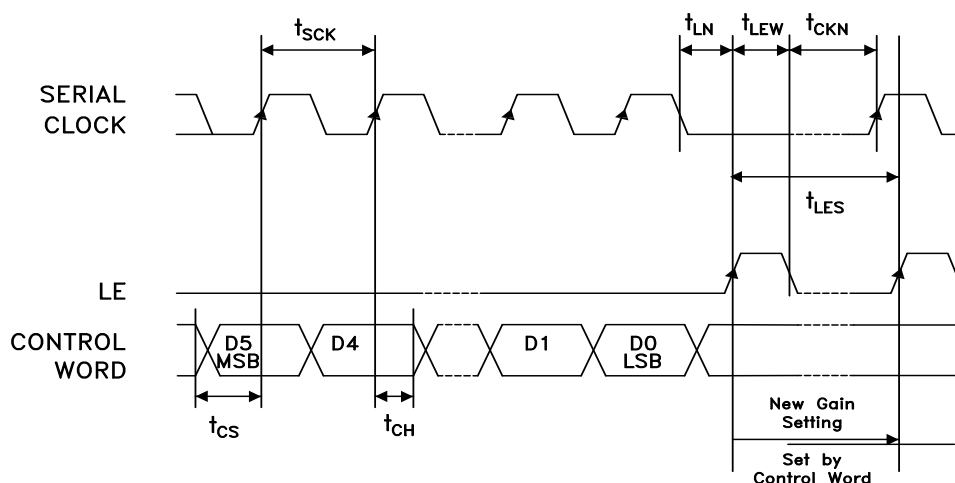 tSCK
tLN tLEW tCKN
SERIAL
CLOCK
tLES
LE
CONTROL
WORD
D5
MSB
D4
D1
D0
LSB
tCS
tCH
New Gain
Setting
Set by
Control Word